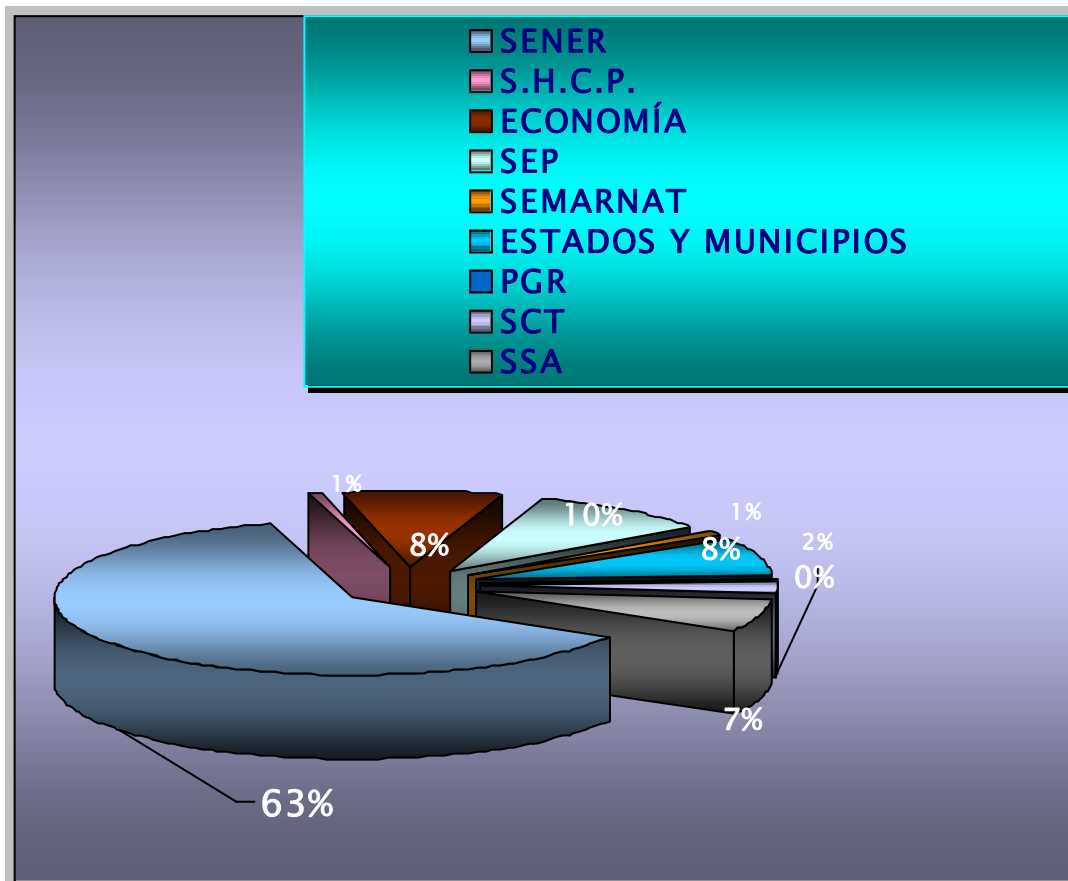 SENER
S.H.C.P.
ECONOMÍA
SEP
SEMARNAT
ESTADOS Y MUNICIPIOS
PGR
SCT
SSA
1%
8%
10%
1%
8%
2%
0%
7%
63%